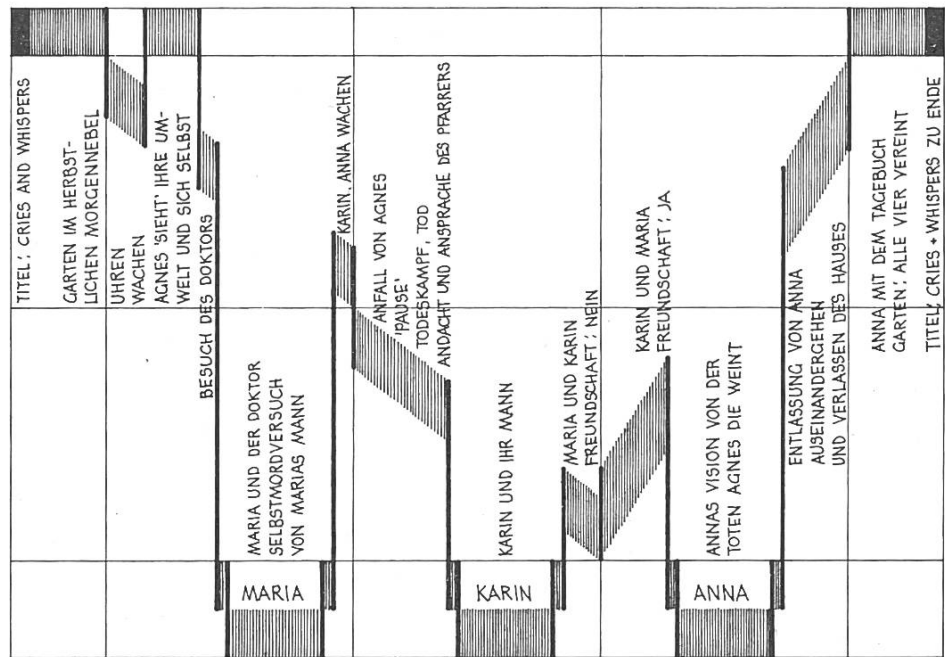 TITEL; CRIES AND WHISPERS
GARTEN IM HERBST-
LICHEN MORGENNEBEL
UHREN
WACHEN
AGNES 'SIEHT' IHRE UM-
WELT UND SICH SELBST
BESUCH DES DOKTORS
MARIA UND DER DOKTOR
SELBSTMORDVERSUCH
VON MARIAS MANN
MARIA
KARIN, ANNA WACHEN
ANFALL VON AGNES
'PAUSE'
TODESKAMPF, TOD
ANDACHT UND ANSPRACHE DES PFARRERS
KARIN UND IHR MANN
KARIN
MARIA UND KARIN
FREUNDSCHAFT; NEIN
KARIN UND MARIA
FREUNDSCHAFT; JA
ANNAS VISION VON DER
TOTEN AGNES DIE WEINT
ANNA
ENTLASSUNG VON ANNA
AUSEINANDERGEHEN
UND VERLASSEN DES HAUSES
ANNA MIT DEM TAGEBUCH
GARTEN; ALLE VIER VEREINT
TITEL; CRIES + WHISPERS ZU ENDE